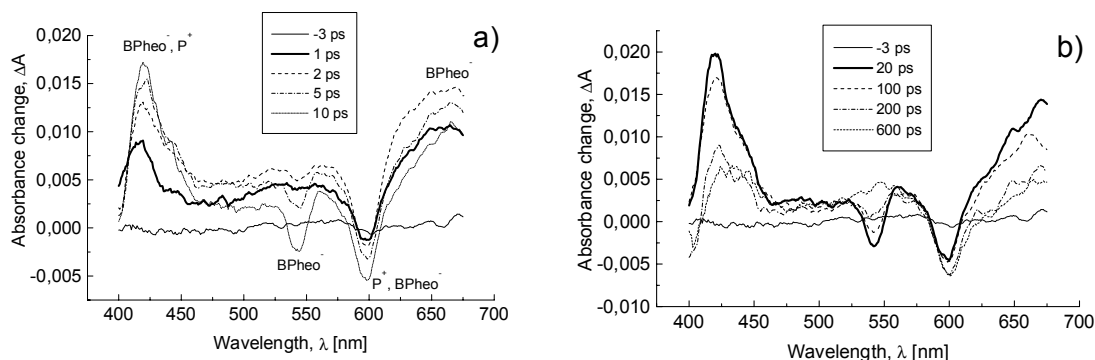 a)
BPheo⁻, P⁺
-3 ps
1 ps
2 ps
5 ps
10 ps
BPheo⁻
BPheo⁻
P⁺, BPheo⁻
0,020
0,015
0,010
0,005
0,000
-0,005
Absorbance change, ΔA
400 450 500 550 600 650 700
Wavelength, λ [nm]
b)
-3 ps
20 ps
100 ps
200 ps
600 ps
0,020
0,015
0,010
0,005
0,000
-0,005
-0,010
Absorbance change, ΔA
400 450 500 550 600 650 700
Wavelength, λ [nm]